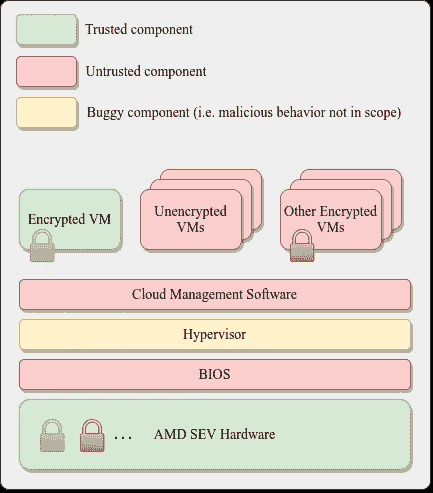 Trusted component
Untrusted component
Buggy component (i.e. malicious behavior not in scope)
Encrypted VM
Unencrypted
VMs
Other Encrypted
VMs
Cloud Management Software
Hypervisor
BIOS
... AMD SEV Hardware